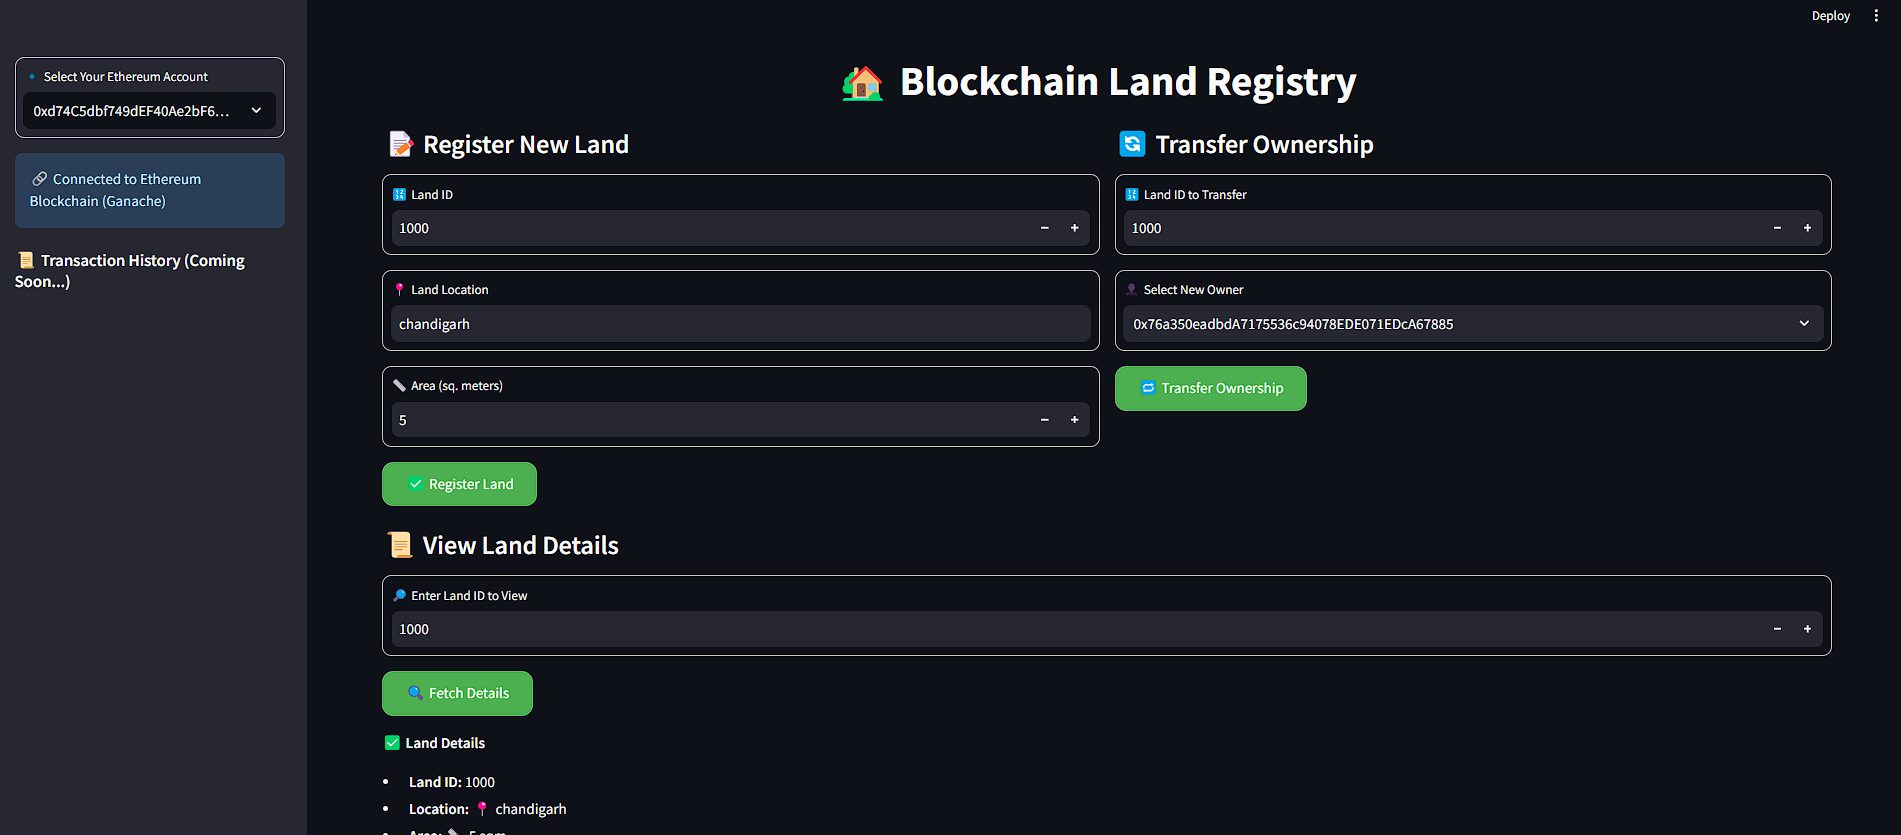 Deploy
Select Your Ethereum Account
0xd74C5dbf749dEF40Ae2bF6...
Connected to Ethereum
Blockchain (Ganache)
Transaction History (Coming
Soon...)
Blockchain Land Registry
Register New Land
Land ID
1000
Land Location
chandigarh
Area (sq. meters)
5
Register Land
Transfer Ownership
Land ID to Transfer
1000
Select New Owner
0x76a350eadbdA7175536c94078EDE071EDcA67885
Transfer Ownership
View Land Details
Enter Land ID to View
1000
Fetch Details
Land Details
Land ID: 1000
Location: chandigarh
Area: 5 sqm